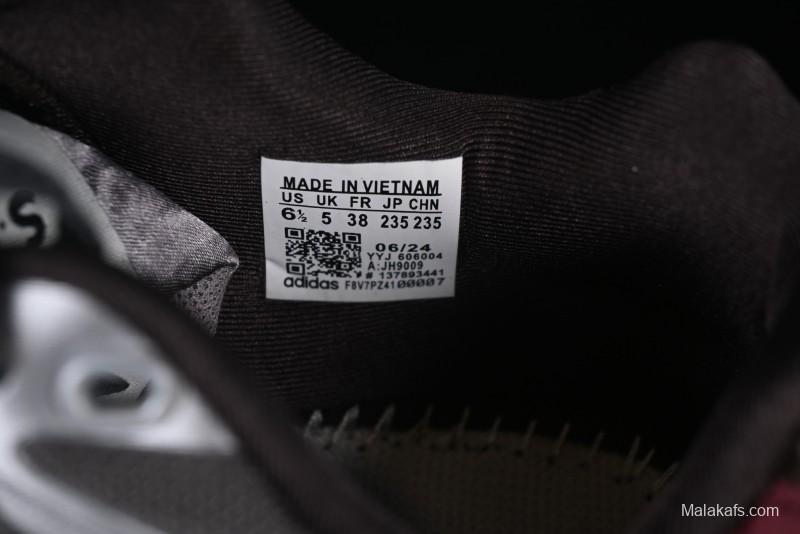 MADE IN VIETNAM
US UK FR JP CHN
6½ 5 38 235 235
06/24
YYJ 606004
A:JH9009
# 137893441
adidas F8V7PZ4100007
S
Malakafs.com